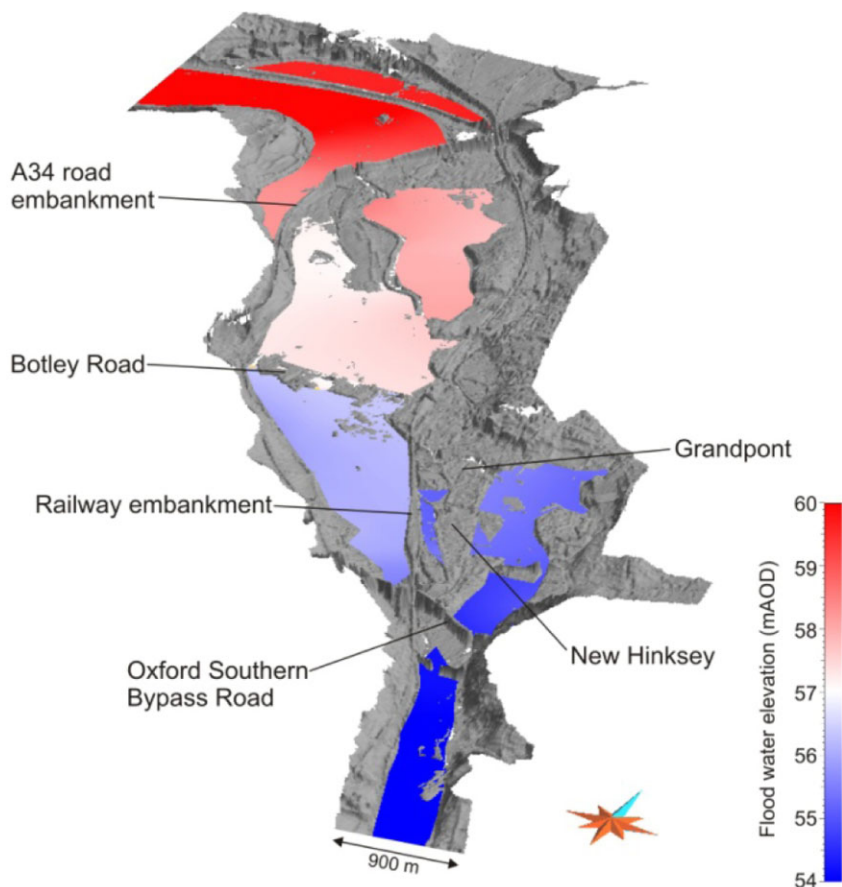 A34 road
embankment
Botley Road
Grandpont
Railway embankment
New Hinksey
Oxford Southern
Bypass Road
900 m
Flood water elevation (mAOD)
60
59
58
57
56
55
54